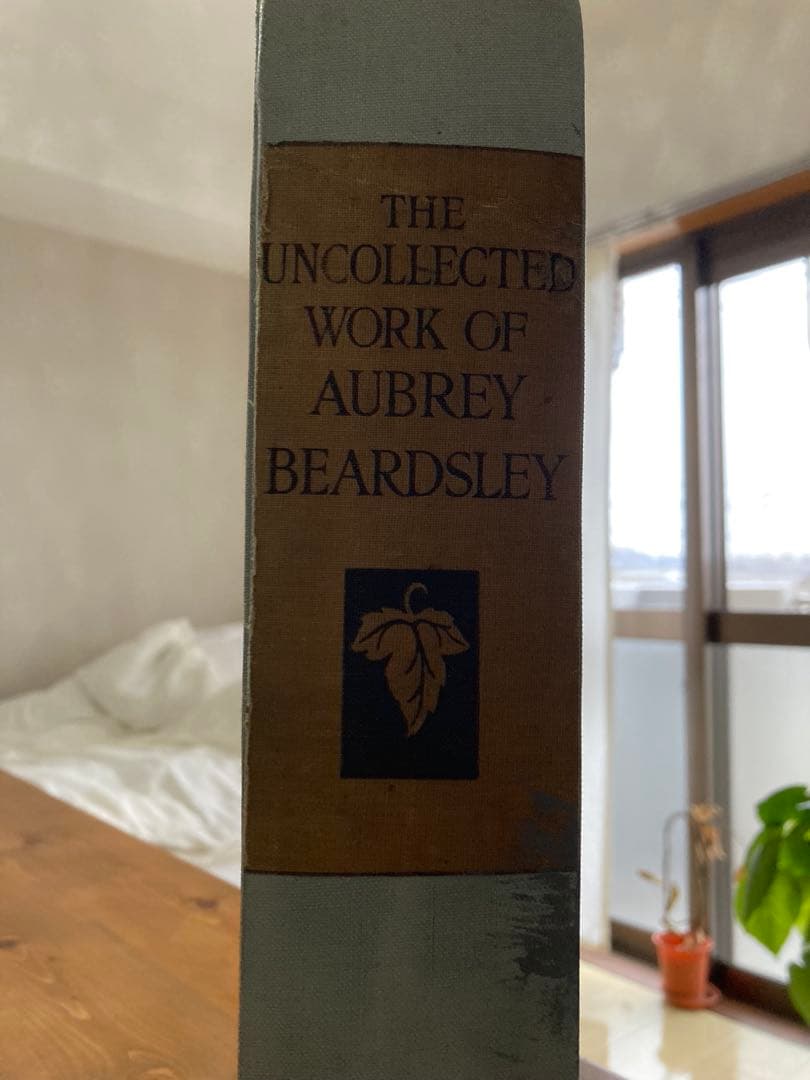 THE
UNCOLLECTED
WORK OF
AUBREY
BEARDSLEY